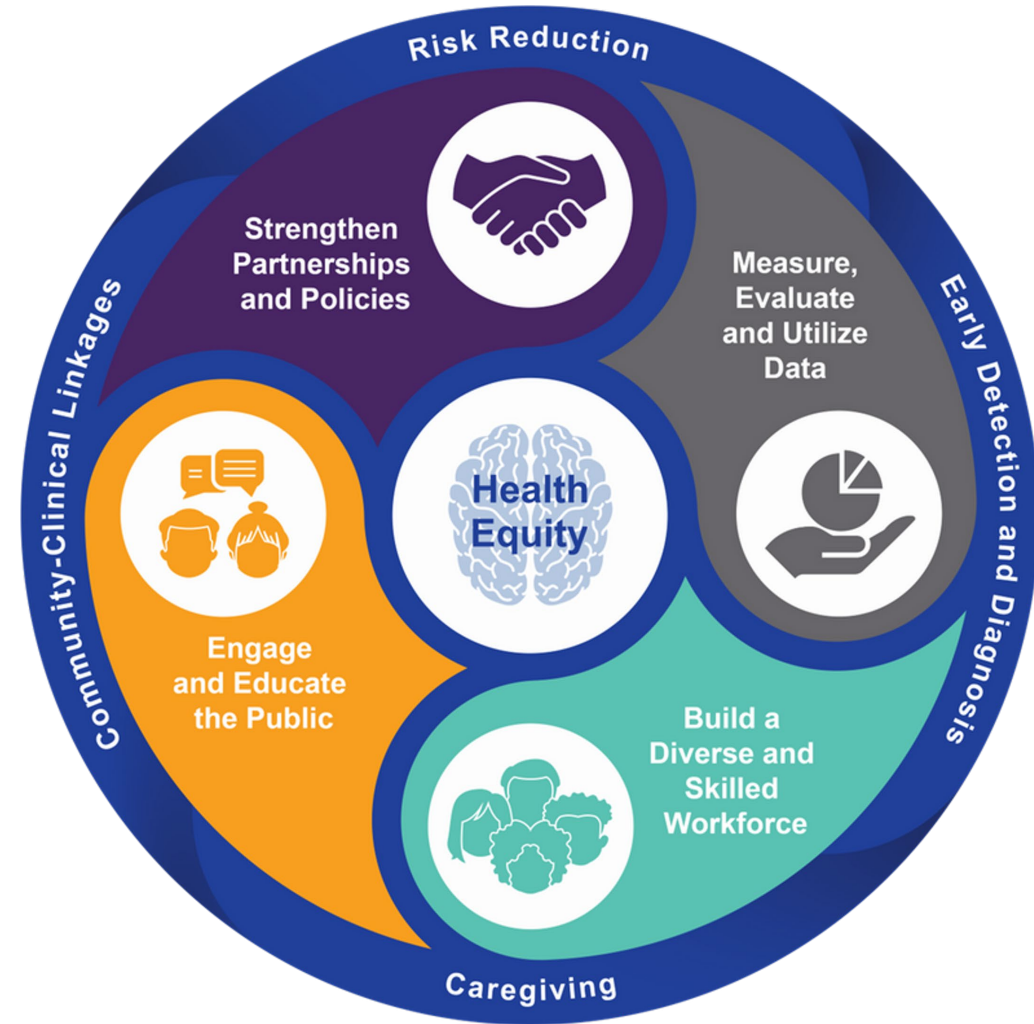 Risk Reduction
Strengthen
Partnerships
and Policies
Measure,
Evaluate
and Utilize
Data
Early Detection and Diagnosis
Community-Clinical Linkages
Health
Equity
Engage
and Educate
the Public
Build a
Diverse and
Skilled
Workforce
Caregiving